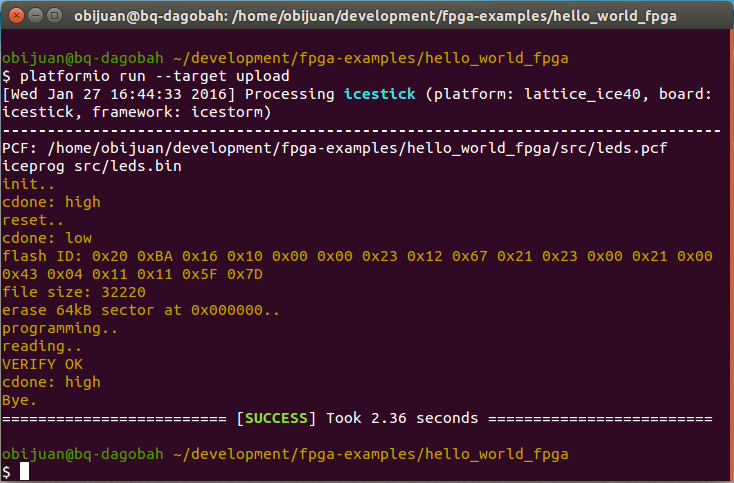 obijuan@bq-dagobah: /home/obijuan/development/fpga-examples/hello_world_fpga
obijuan@bq-dagobah ~/development/fpga-examples/hello_world_fpga
$ platformio run --target upload
[Wed Jan 27 16:44:33 2016] Processing icestick (platform: lattice_ice40, board:
icestick, framework: icestorm)
--------------------------------------------------------------------------------
PCF: /home/obijuan/development/fpga-examples/hello_world_fpga/src/leds.pcf
iceprog src/leds.bin
init..
cdone: high
reset..
cdone: low
flash ID: 0x20 0xBA 0x16 0x10 0x00 0x00 0x23 0x12 0x67 0x21 0x23 0x00 0x21 0x00
0x43 0x04 0x11 0x11 0x5F 0x7D
file size: 32220
erase 64kB sector at 0x000000..
programming..
reading..
VERIFY OK
cdone: high
Bye.
========================= [SUCCESS] Took 2.36 seconds =========================
obijuan@bq-dagobah ~/development/fpga-examples/hello_world_fpga
$